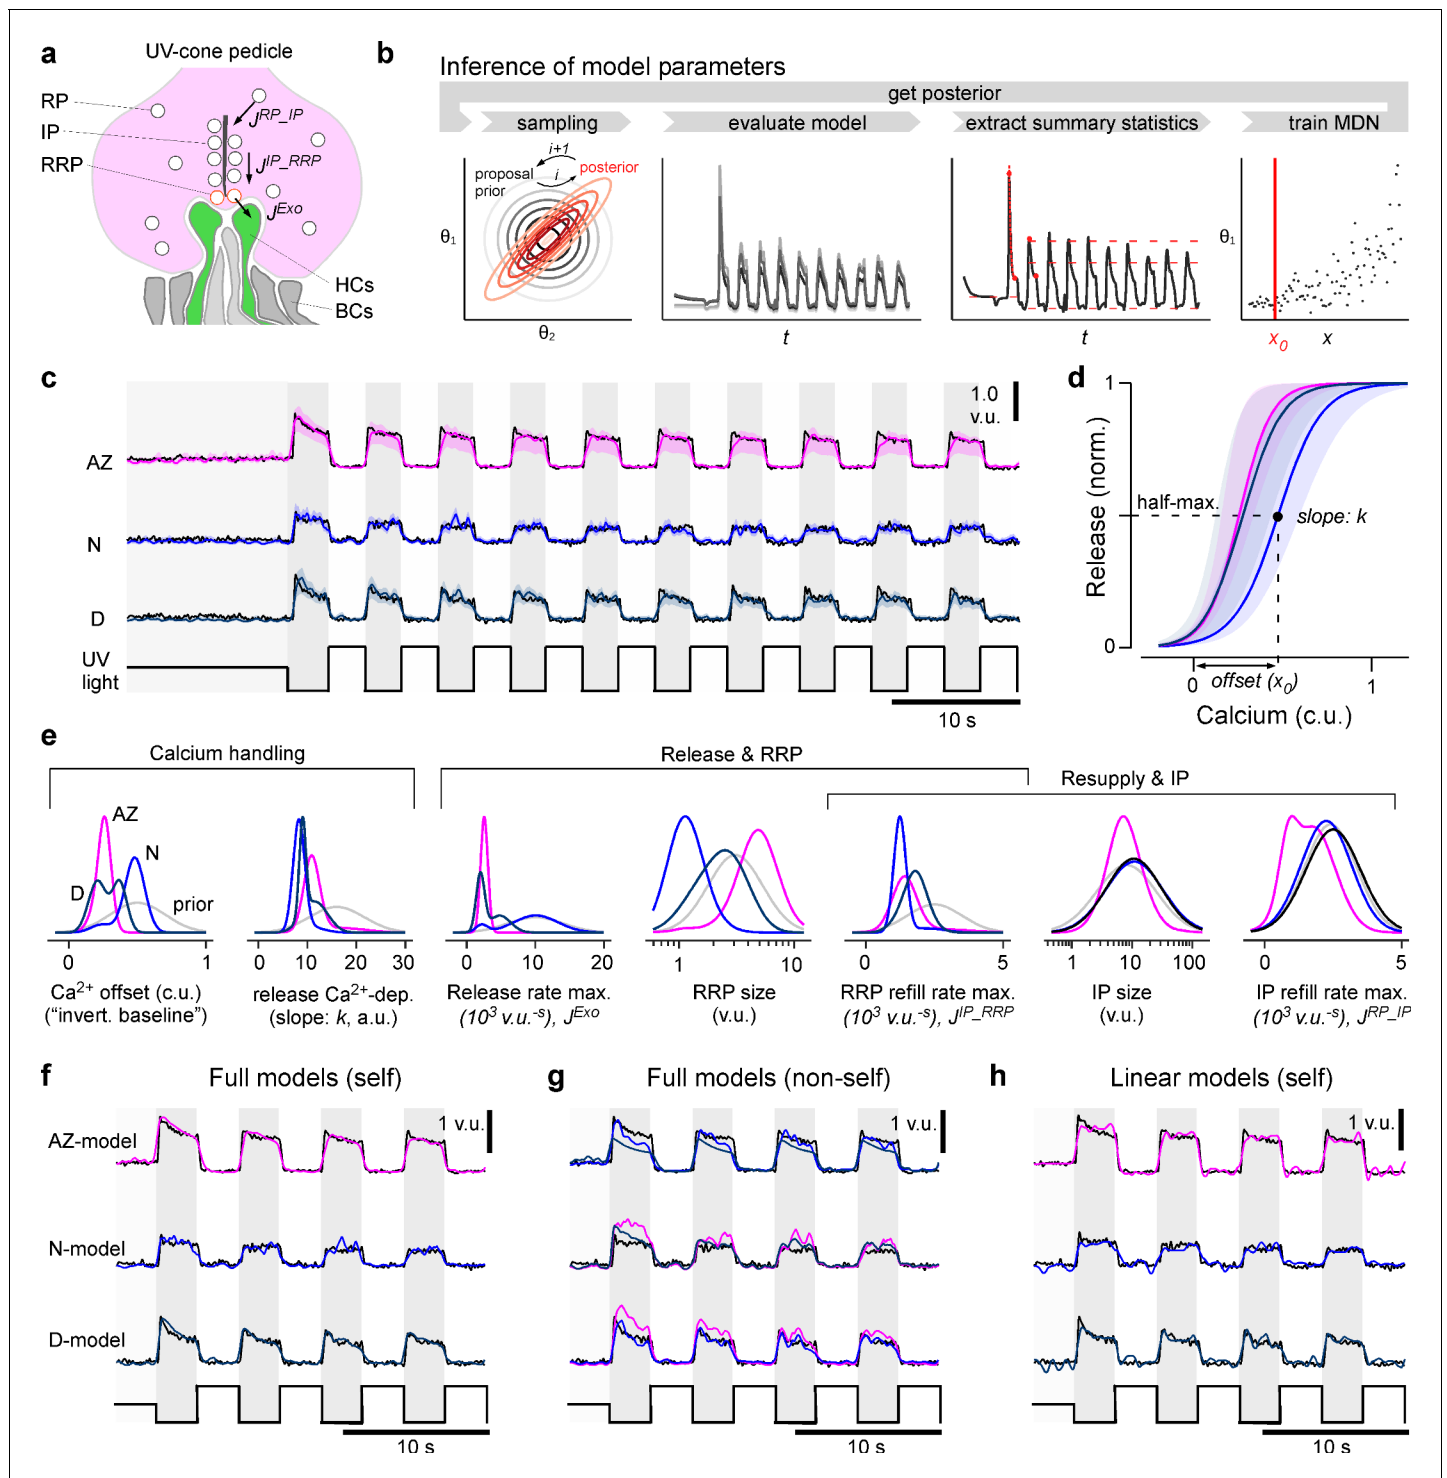 a
UV-cone pedicle
RP
IP
RRP
J^RP_IP
J^IP_RRP
J^Exo
HCs
BCs
b
Inference of model parameters
get posterior
sampling
evaluate model
extract summary statistics
train MDN
i+1
i
proposal
prior
posterior
θ1
θ2
t
t
θ1
x0
x
c
1.0
v.u.
AZ
N
D
UV
light
10 s
d
1
Release (norm.)
half-max.
slope: k
0
0
offset (x0)
1
Calcium (c.u.)
e
Calcium handling
Release & RRP
Resupply & IP
AZ
N
D
prior
0 1
Ca2+ offset (c.u.)
("invert. baseline")
0 10 20 30
release Ca2+-dep.
(slope: k, a.u.)
0 10 20
Release rate max.
(10^3 v.u.^-s), J^Exo
1 10
RRP size
(v.u.)
0 5
RRP refill rate max.
(10^3 v.u.^-s), J^IP_RRP
1 10 100
IP size
(v.u.)
0 5
IP refill rate max.
(10^3 v.u.^-s), J^RP_IP
f
Full models (self)
AZ-model
N-model
D-model
1 v.u.
10 s
g
Full models (non-self)
1 v.u.
10 s
h
Linear models (self)
1 v.u.
10 s